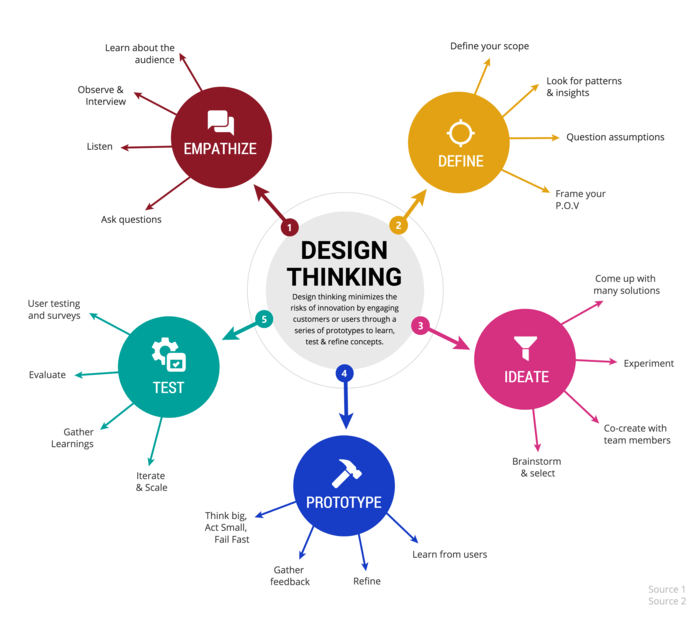 Learn about the
audience
Observe &
Interview
Listen
Ask questions
EMPATHIZE
1
Define your scope
Look for patterns
& insights
Question assumptions
Frame your
P.O.V
DEFINE
2
DESIGN
THINKING
Design thinking minimizes the
risks of innovation by engaging
customers or users through a
series of prototypes to learn,
test & refine concepts.
3
IDEATE
Come up with
many solutions
Experiment
Co-create with
team members
Brainstorm
& select
4
PROTOTYPE
Think big,
Act Small,
Fail Fast
Gather
feedback
Refine
Learn from users
5
TEST
User testing
and surveys
Evaluate
Gather
Learnings
Iterate
& Scale
Source 1
Source 2